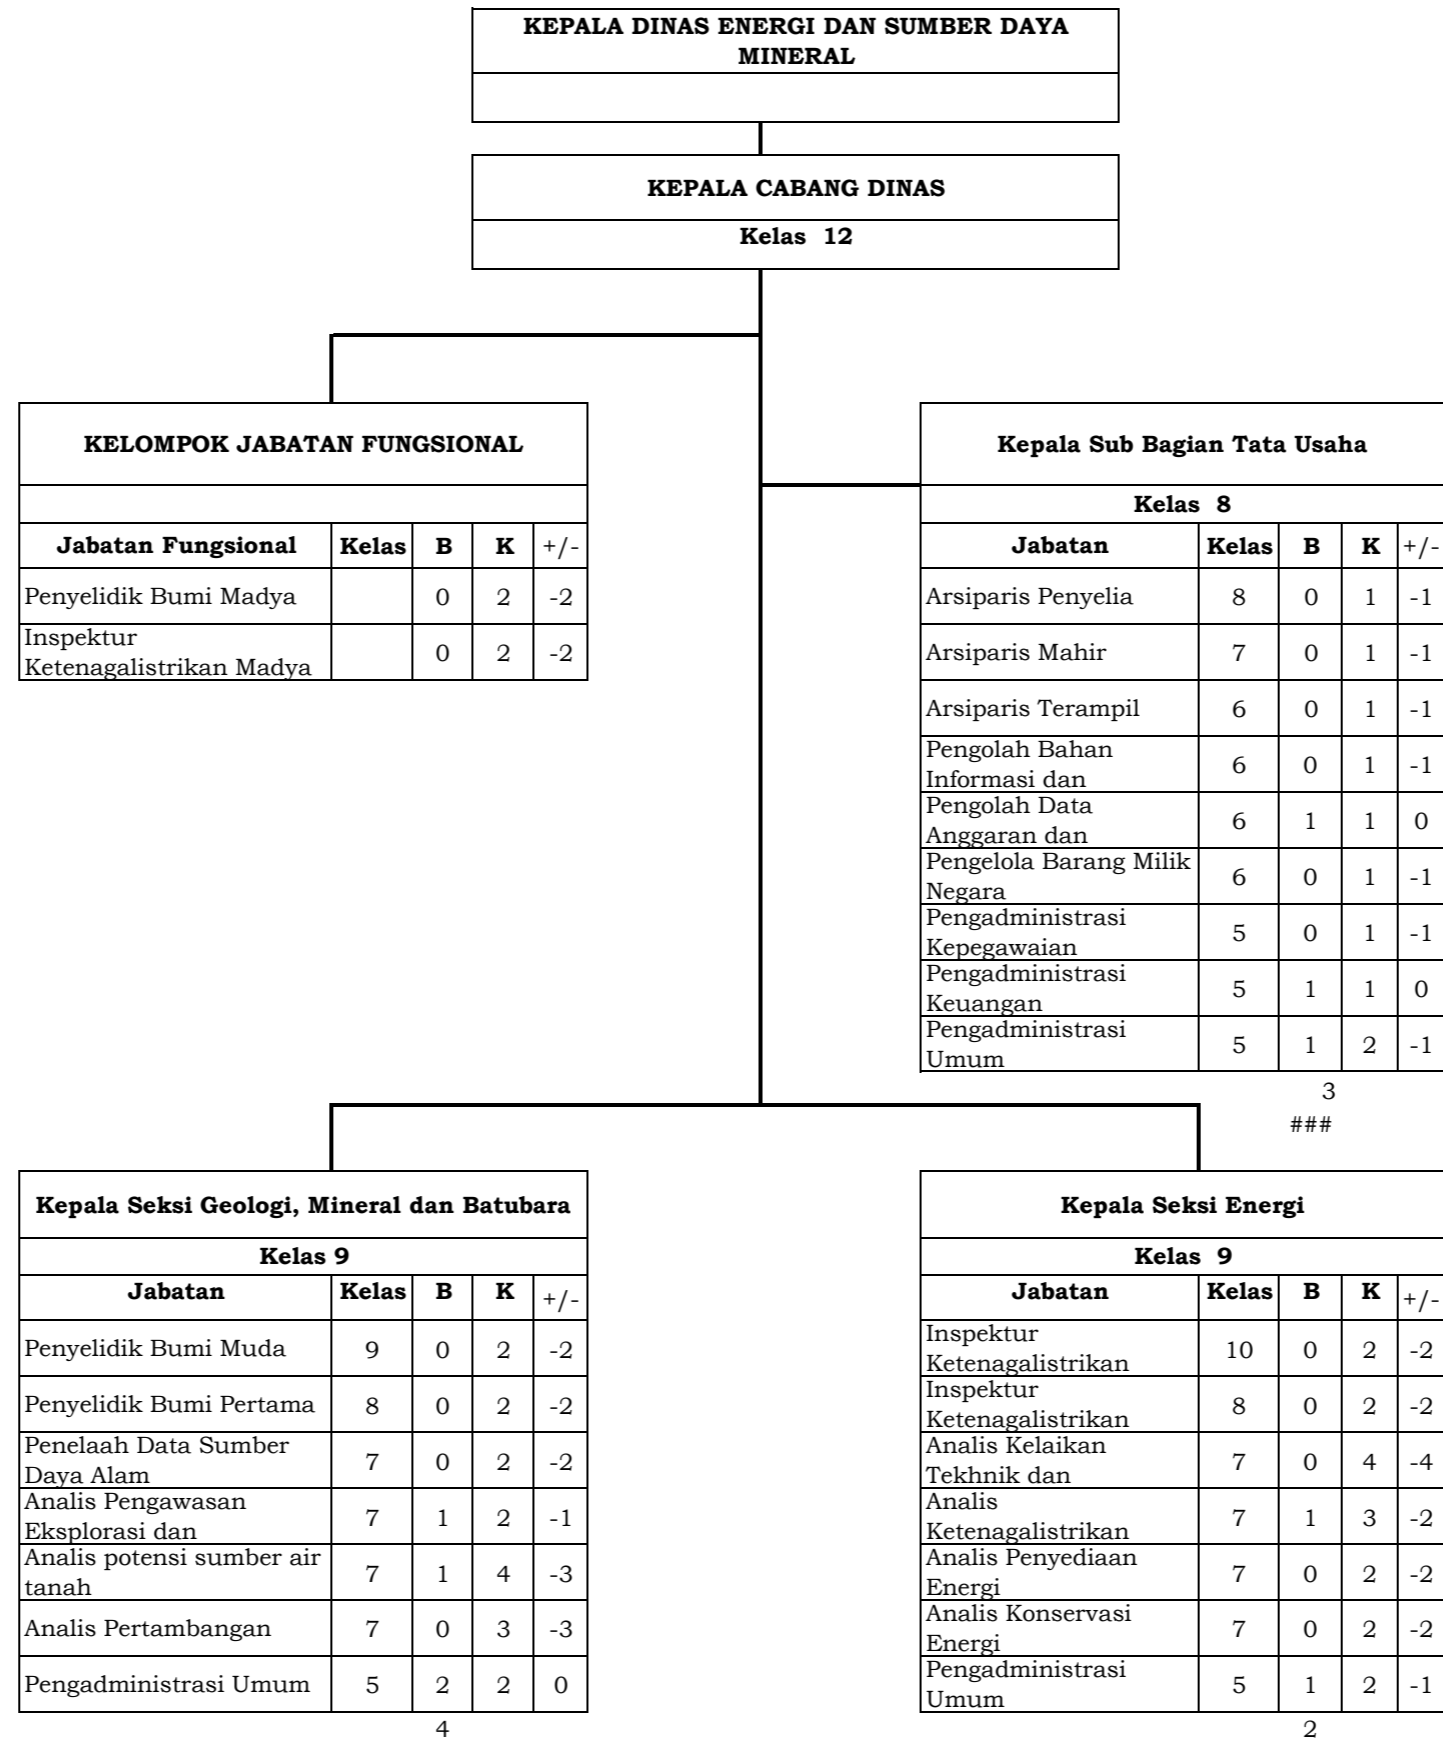 KEPALA DINAS ENERGI DAN SUMBER DAYA
MINERAL
KEPALA CABANG DINAS
Kelas 12
KELOMPOK JABATAN FUNGSIONAL
Jabatan Fungsional Kelas B K +/-
Penyelidik Bumi Madya 0 2 -2
Inspektur
Ketenagalistrikan Madya 0 2 -2
Kepala Sub Bagian Tata Usaha
Kelas 8
Jabatan Kelas B K +/-
Arsiparis Penyelia 8 0 1 -1
Arsiparis Mahir 7 0 1 -1
Arsiparis Terampil 6 0 1 -1
Pengolah Bahan
Informasi dan 6 0 1 -1
Pengolah Data
Anggaran dan 6 1 1 0
Pengelola Barang Milik
Negara 6 0 1 -1
Pengadministrasi
Kepegawaian 5 0 1 -1
Pengadministrasi
Keuangan 5 1 1 0
Pengadministrasi
Umum 5 1 2 -1
3
###
Kepala Seksi Geologi, Mineral dan Batubara
Kelas 9
Jabatan Kelas B K +/-
Penyelidik Bumi Muda 9 0 2 -2
Penyelidik Bumi Pertama 8 0 2 -2
Penelaah Data Sumber
Daya Alam 7 0 2 -2
Analis Pengawasan
Eksplorasi dan 7 1 2 -1
Analis potensi sumber air
tanah 7 1 4 -3
Analis Pertambangan 7 0 3 -3
Pengadministrasi Umum 5 2 2 0
4
Kepala Seksi Energi
Kelas 9
Jabatan Kelas B K +/-
Inspektur
Ketenagalistrikan 10 0 2 -2
Inspektur
Ketenagalistrikan 8 0 2 -2
Analis Kelaikan
Tekhnik dan 7 0 4 -4
Analis
Ketenagalistrikan 7 1 3 -2
Analis Penyediaan
Energi 7 0 2 -2
Analis Konservasi
Energi 7 0 2 -2
Pengadministrasi
Umum 5 1 2 -1
2